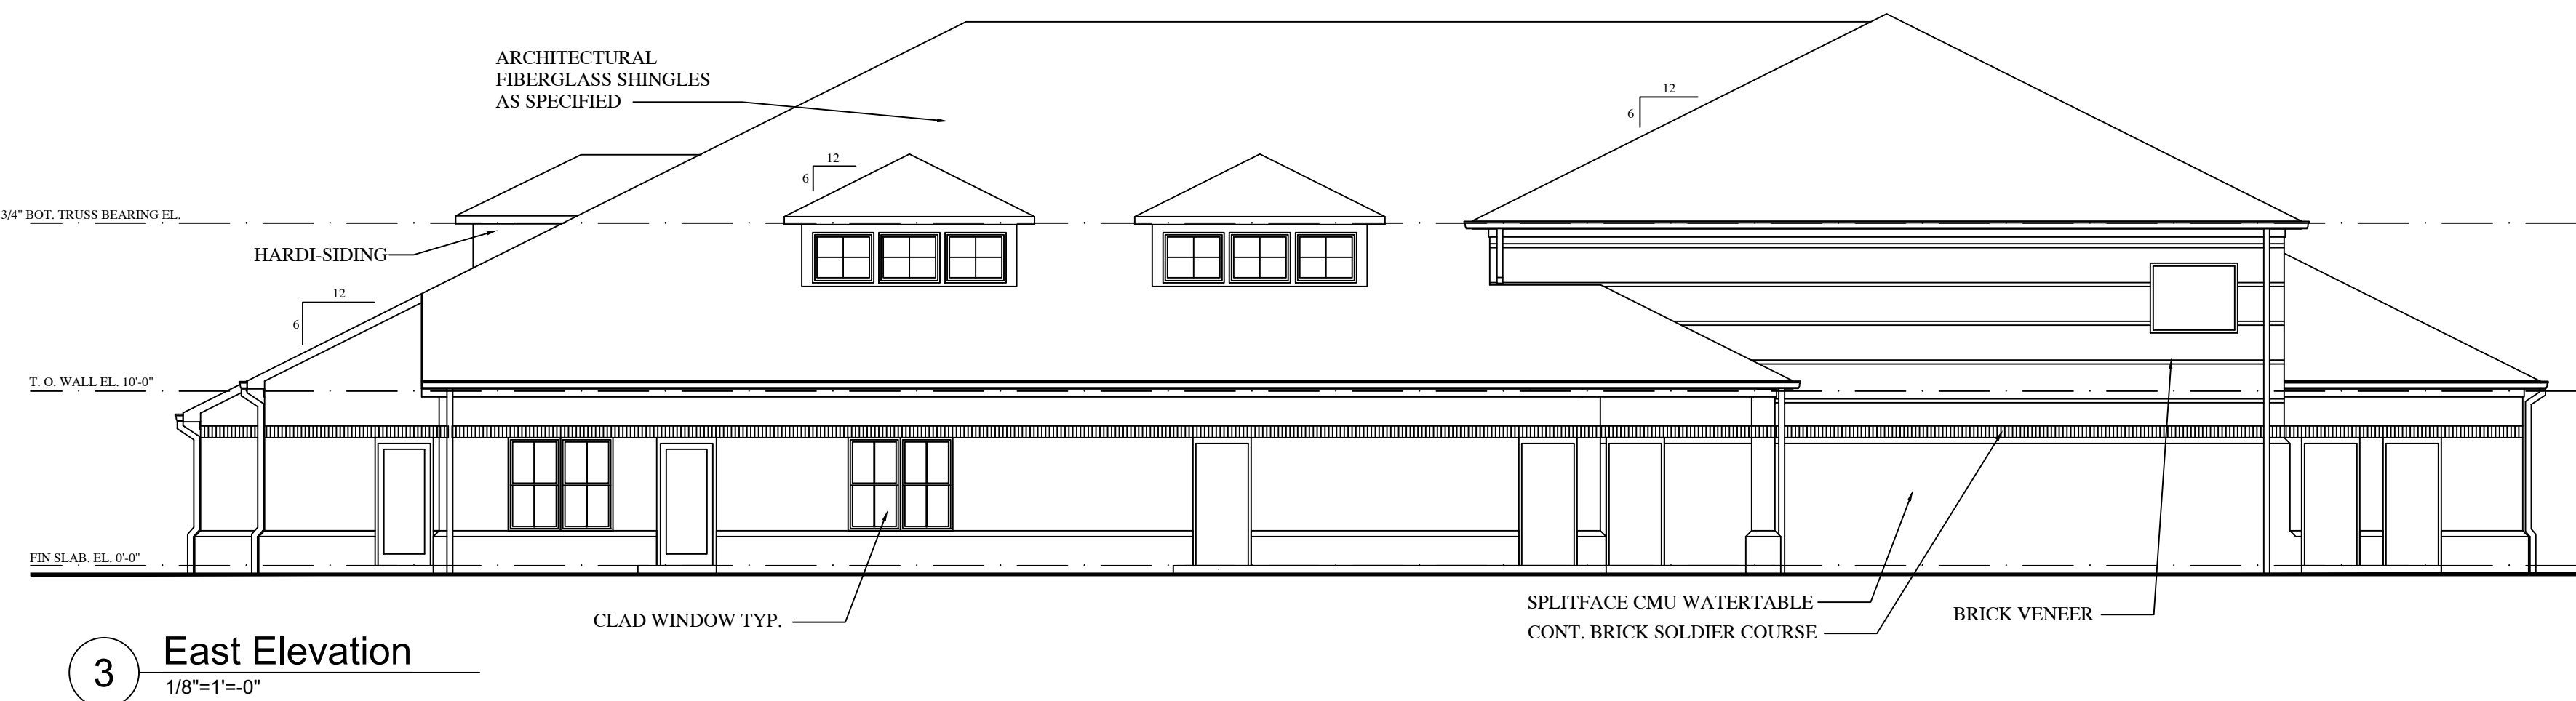 ARCHITECTURAL
FIBERGLASS SHINGLES
AS SPECIFIED
12
6
12
6
3/4" BOT. TRUSS BEARING EL.
HARDI-SIDING
12
6
T. O. WALL EL. 10'-0"
FIN SLAB. EL. 0'-0"
CLAD WINDOW TYP.
SPLITFACE CMU WATERTABLE
CONT. BRICK SOLDIER COURSE
BRICK VENEER
3
East Elevation
1/8"=1'=-0"